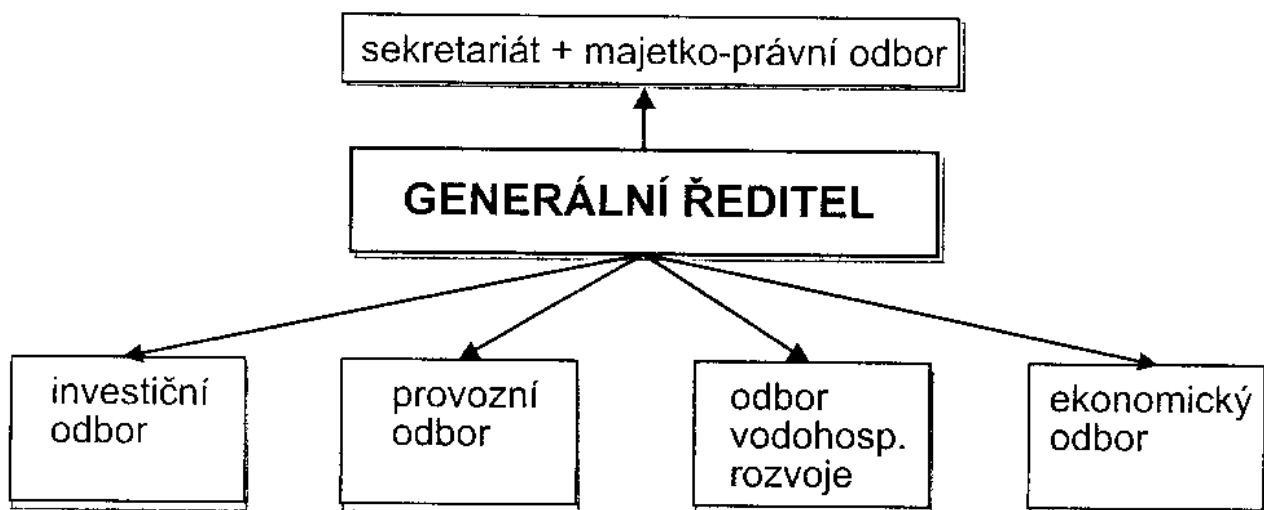 sekretariát + majetko-právní odbor
GENERÁLNÍ ŘEDITEL
investiční
odbor
provozní
odbor
odbor
vodohosp.
rozvoje
ekonomický
odbor